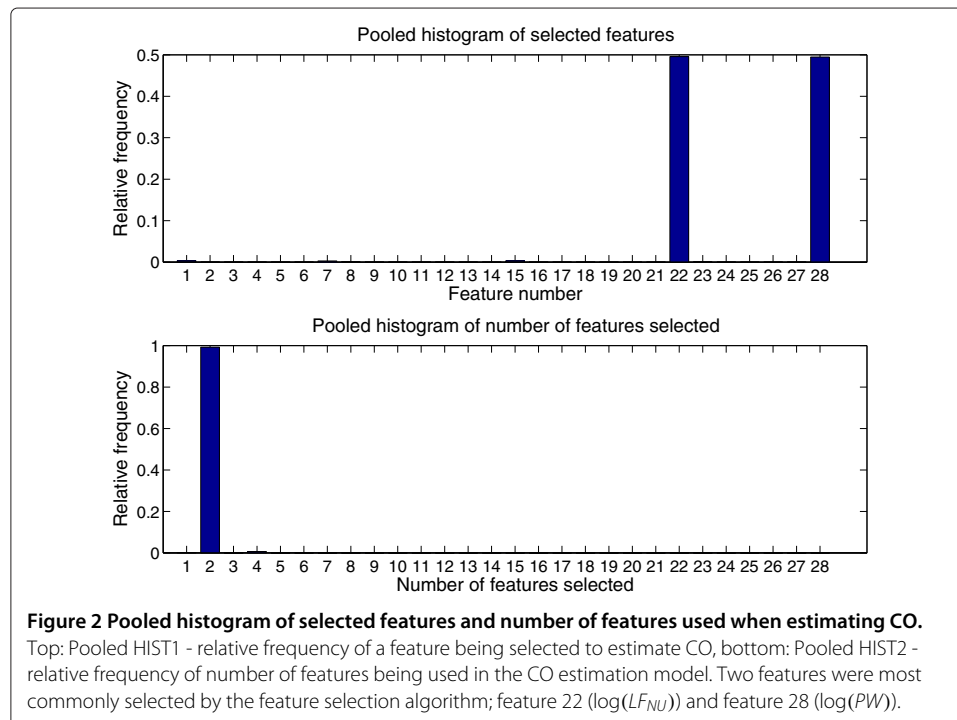 Pooled histogram of selected features
0.5
0.4
0.3
0.2
0.1
0
Relative frequency
1 2 3 4 5 6 7 8 9 10 11 12 13 14 15 16 17 18 19 20 21 22 23 24 25 26 27 28
Feature number
Pooled histogram of number of features selected
1
0.8
0.6
0.4
0.2
0
Relative frequency
1 2 3 4 5 6 7 8 9 10 11 12 13 14 15 16 17 18 19 20 21 22 23 24 25 26 27 28
Number of features selected
Figure 2 Pooled histogram of selected features and number of features used when estimating CO.
Top: Pooled HIST1 - relative frequency of a feature being selected to estimate CO, bottom: Pooled HIST2 -
relative frequency of number of features being used in the CO estimation model. Two features were most
commonly selected by the feature selection algorithm; feature 22 (log(LF_NU)) and feature 28 (log(PW)).